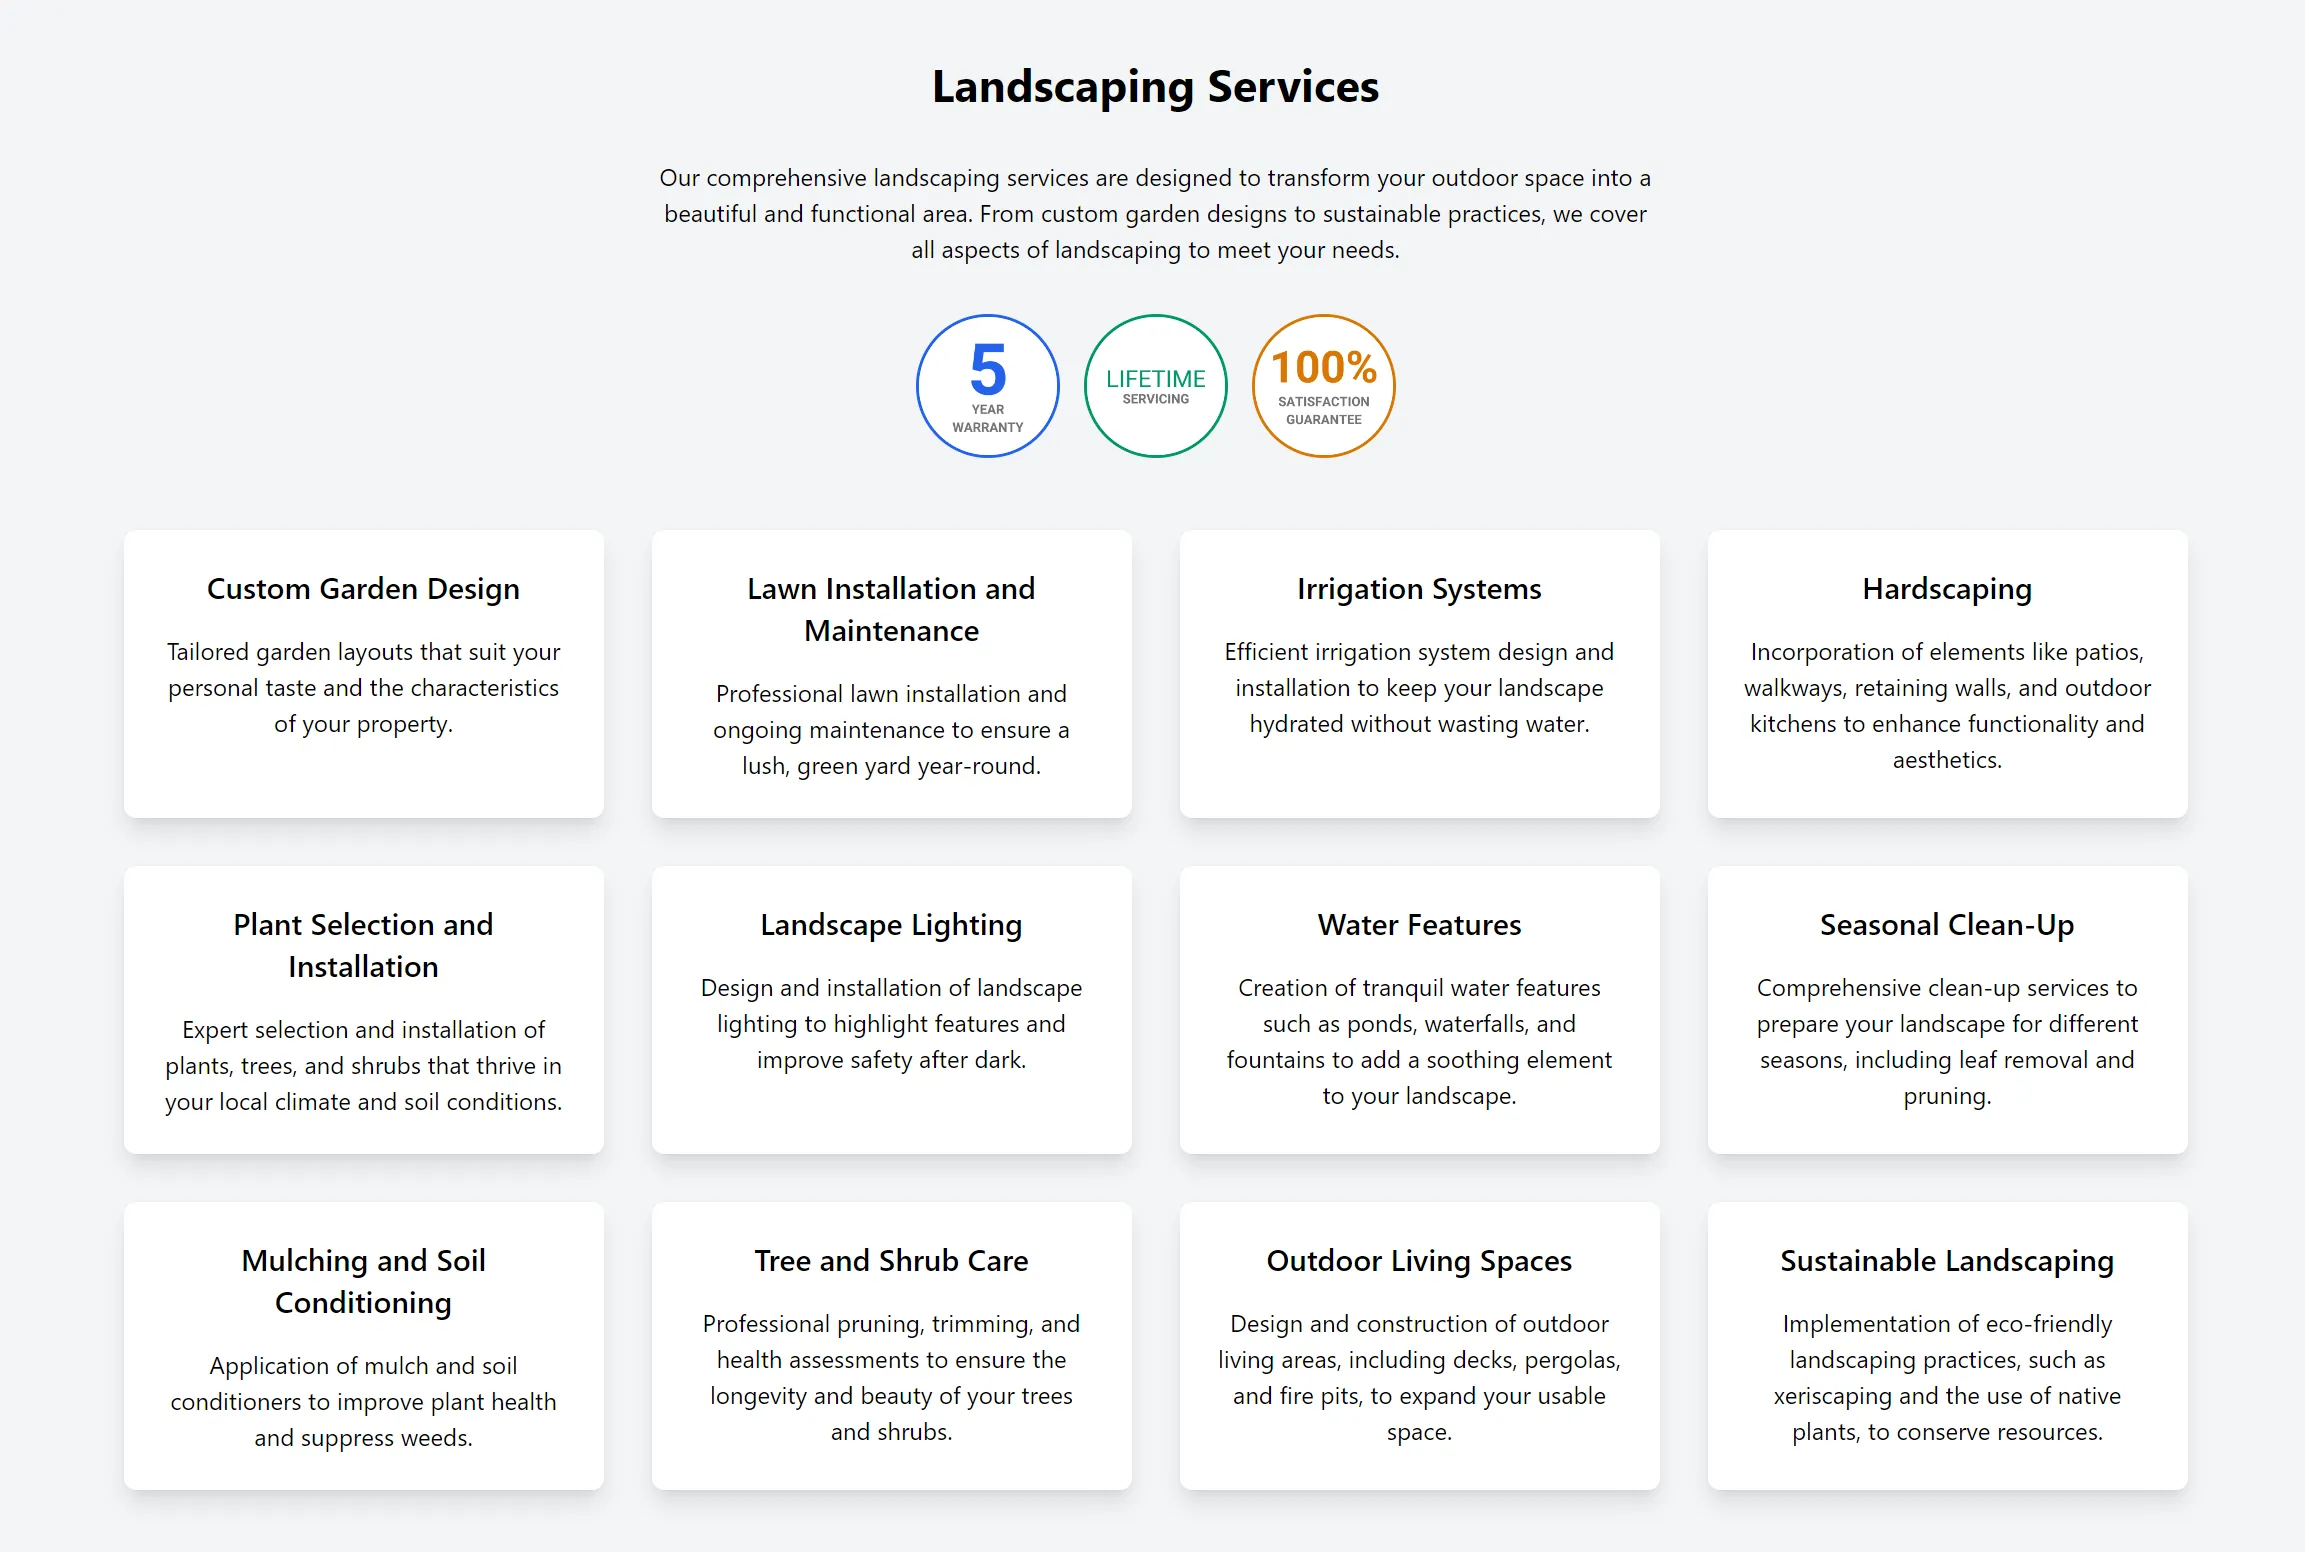 Landscaping Services
Our comprehensive landscaping services are designed to transform your outdoor space into a
beautiful and functional area. From custom garden designs to sustainable practices, we cover
all aspects of landscaping to meet your needs.
5
YEAR
WARRANTY
LIFETIME
SERVICING
100%
SATISFACTION
GUARANTEE
Custom Garden Design
Tailored garden layouts that suit your
personal taste and the characteristics
of your property.
Lawn Installation and
Maintenance
Professional lawn installation and
ongoing maintenance to ensure a
lush, green yard year-round.
Irrigation Systems
Efficient irrigation system design and
installation to keep your landscape
hydrated without wasting water.
Hardscaping
Incorporation of elements like patios,
walkways, retaining walls, and outdoor
kitchens to enhance functionality and
aesthetics.
Plant Selection and
Installation
Expert selection and installation of
plants, trees, and shrubs that thrive in
your local climate and soil conditions.
Landscape Lighting
Design and installation of landscape
lighting to highlight features and
improve safety after dark.
Water Features
Creation of tranquil water features
such as ponds, waterfalls, and
fountains to add a soothing element
to your landscape.
Seasonal Clean-Up
Comprehensive clean-up services to
prepare your landscape for different
seasons, including leaf removal and
pruning.
Mulching and Soil
Conditioning
Application of mulch and soil
conditioners to improve plant health
and suppress weeds.
Tree and Shrub Care
Professional pruning, trimming, and
health assessments to ensure the
longevity and beauty of your trees
and shrubs.
Outdoor Living Spaces
Design and construction of outdoor
living areas, including decks, pergolas,
and fire pits, to expand your usable
space.
Sustainable Landscaping
Implementation of eco-friendly
landscaping practices, such as
xeriscaping and the use of native
plants, to conserve resources.